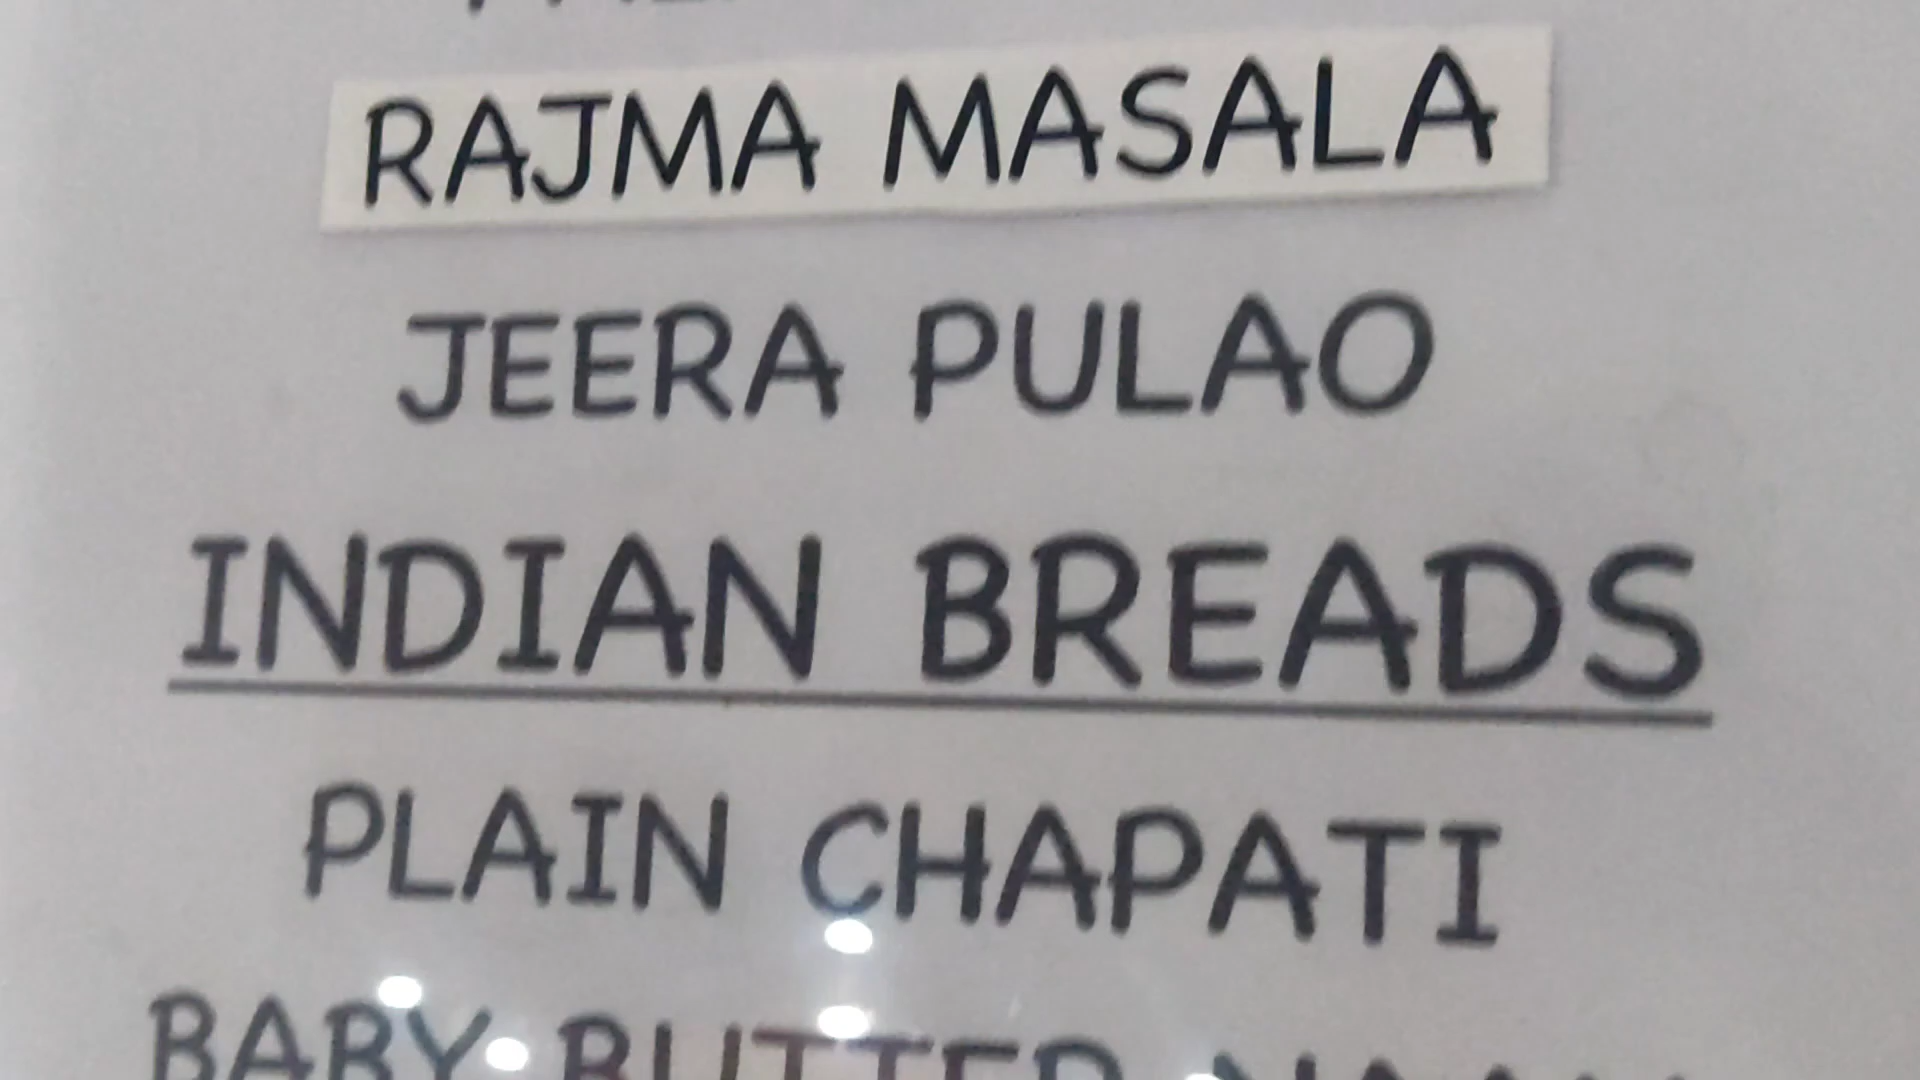 RAJMA MASALA
JEERA PULAO
INDIAN BREADS
PLAIN CHAPATI
BABY BUTTER NAAN